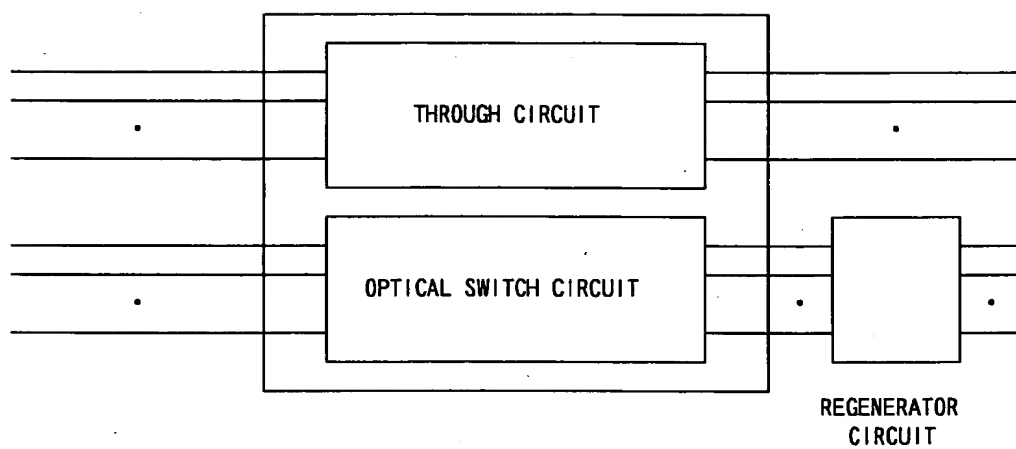 THROUGH CIRCUIT
OPTICAL SWITCH CIRCUIT
REGENERATOR
CIRCUIT